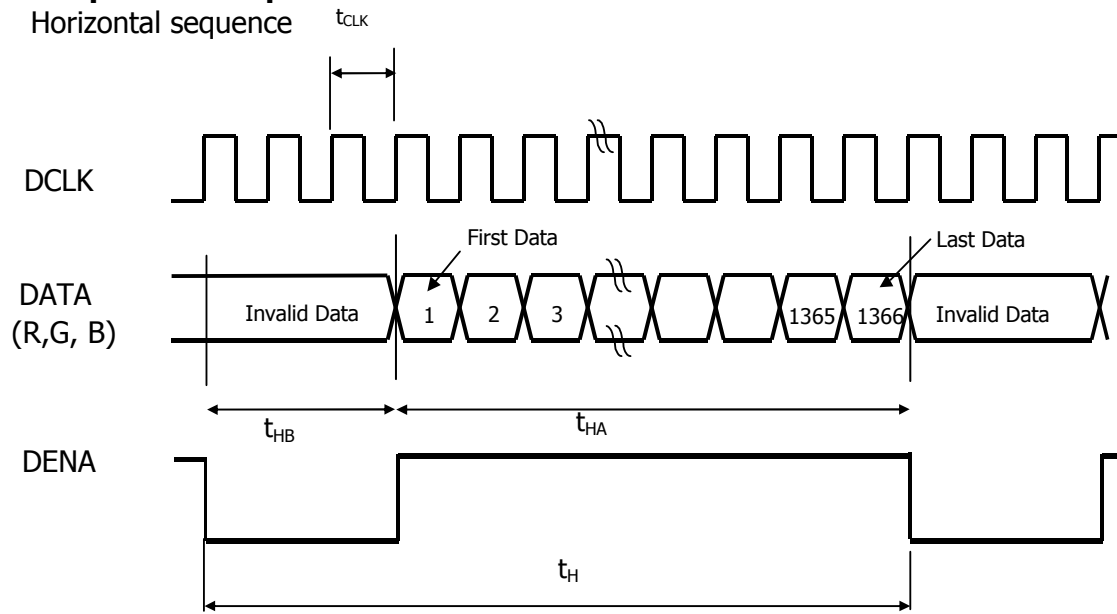 Horizontal sequence
tCLK
DCLK
First Data
Last Data
DATA
(R,G, B)
Invalid Data
1
2
3
1365
1366
Invalid Data
tHB
tHA
DENA
tH